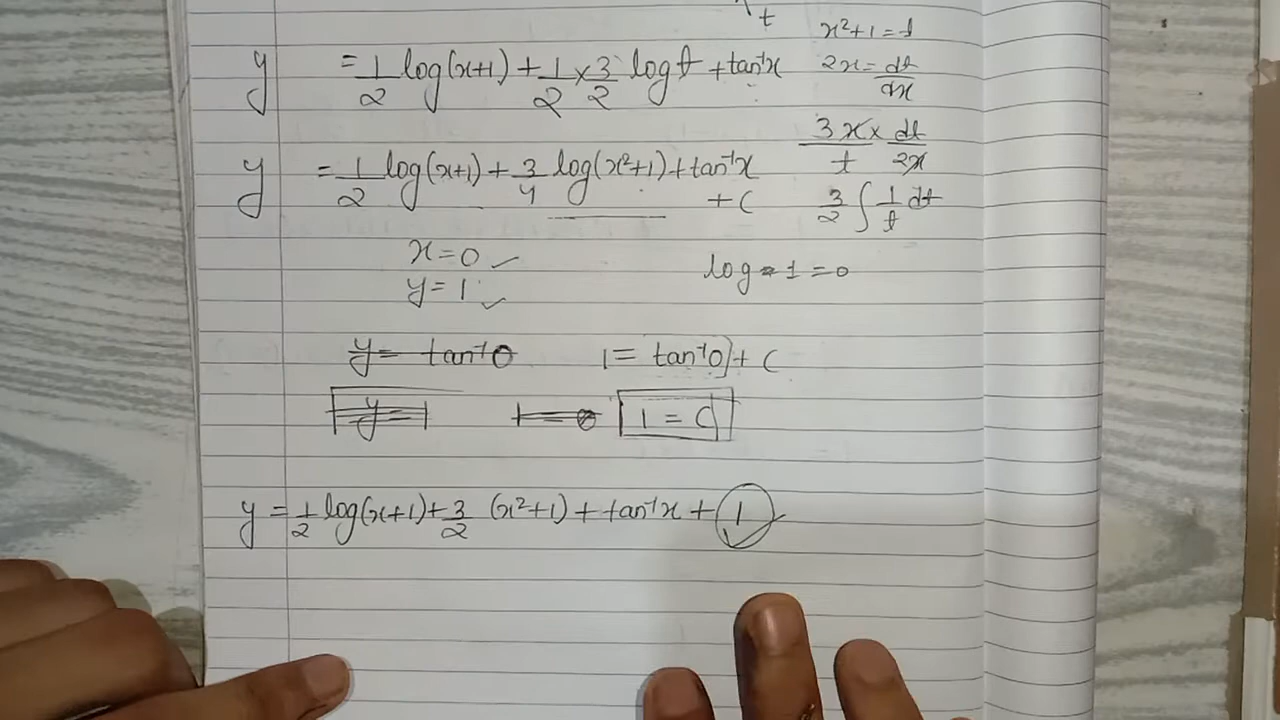 t
x²+1 = t
y = 1/2 log(x+1) + 1/2 × 3/2 log t + tan⁻¹x
2x = dt/dx
3x/t × dt/2x
y = 1/2 log(x+1) + 3/4 log(x²+1) + tan⁻¹x
+ C
3/2 ∫ 1/t dt
x = 0
log 1 = 0
y = 1
y = tan⁻¹0
1 = tan⁻¹0 + C
y = 1
1 = C
y = 1/2 log(x+1) + 3/2 (x²+1) + tan⁻¹x + 1